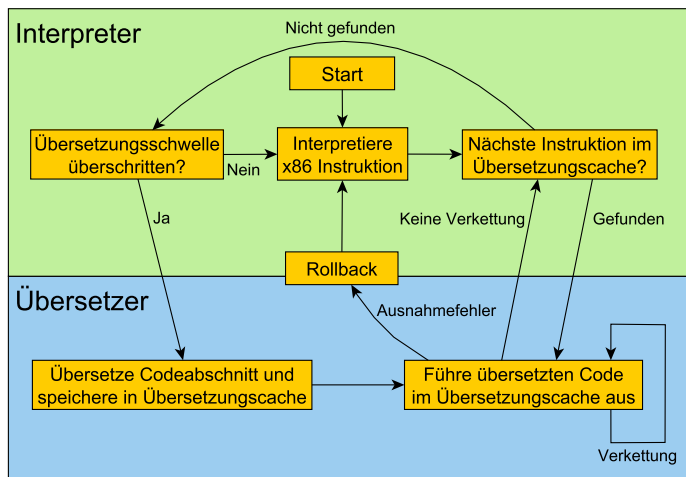 Interpreter
Nicht gefunden
Start
Übersetzungsschwelle
überschritten?
Nein
Interpretiere
x86 Instruktion
Nächste Instruktion im
Übersetzungscache?
Ja
Keine Verkettung
Gefunden
Rollback
Übersetzer
Ausnahmefehler
Übersetze Codeabschnitt und
speichere in Übersetzungscache
Führe übersetzten Code
im Übersetzungscache aus
Verkettung